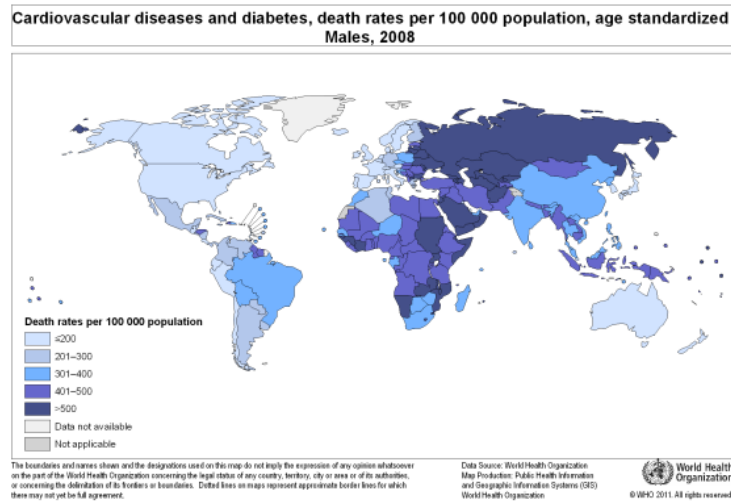 Cardiovascular diseases and diabetes, death rates per 100 000 population, age standardized
Males, 2008
Death rates per 100 000 population
≤200
201–300
301–400
401–500
>500
Data not available
Not applicable
The boundaries and names shown and the designations used on this map do not imply the expression of any opinion whatsoever
on the part of the World Health Organization concerning the legal status of any country, territory, city or area or of its authorities,
or concerning the delimitation of its frontiers or boundaries. Dotted lines on maps represent approximate border lines for which
there may not yet be full agreement.
Data Source: World Health Organization
Map Production: Public Health Information
and Geographic Information Systems (GIS)
World Health Organization
World Health
Organization
© WHO 2011. All rights reserved